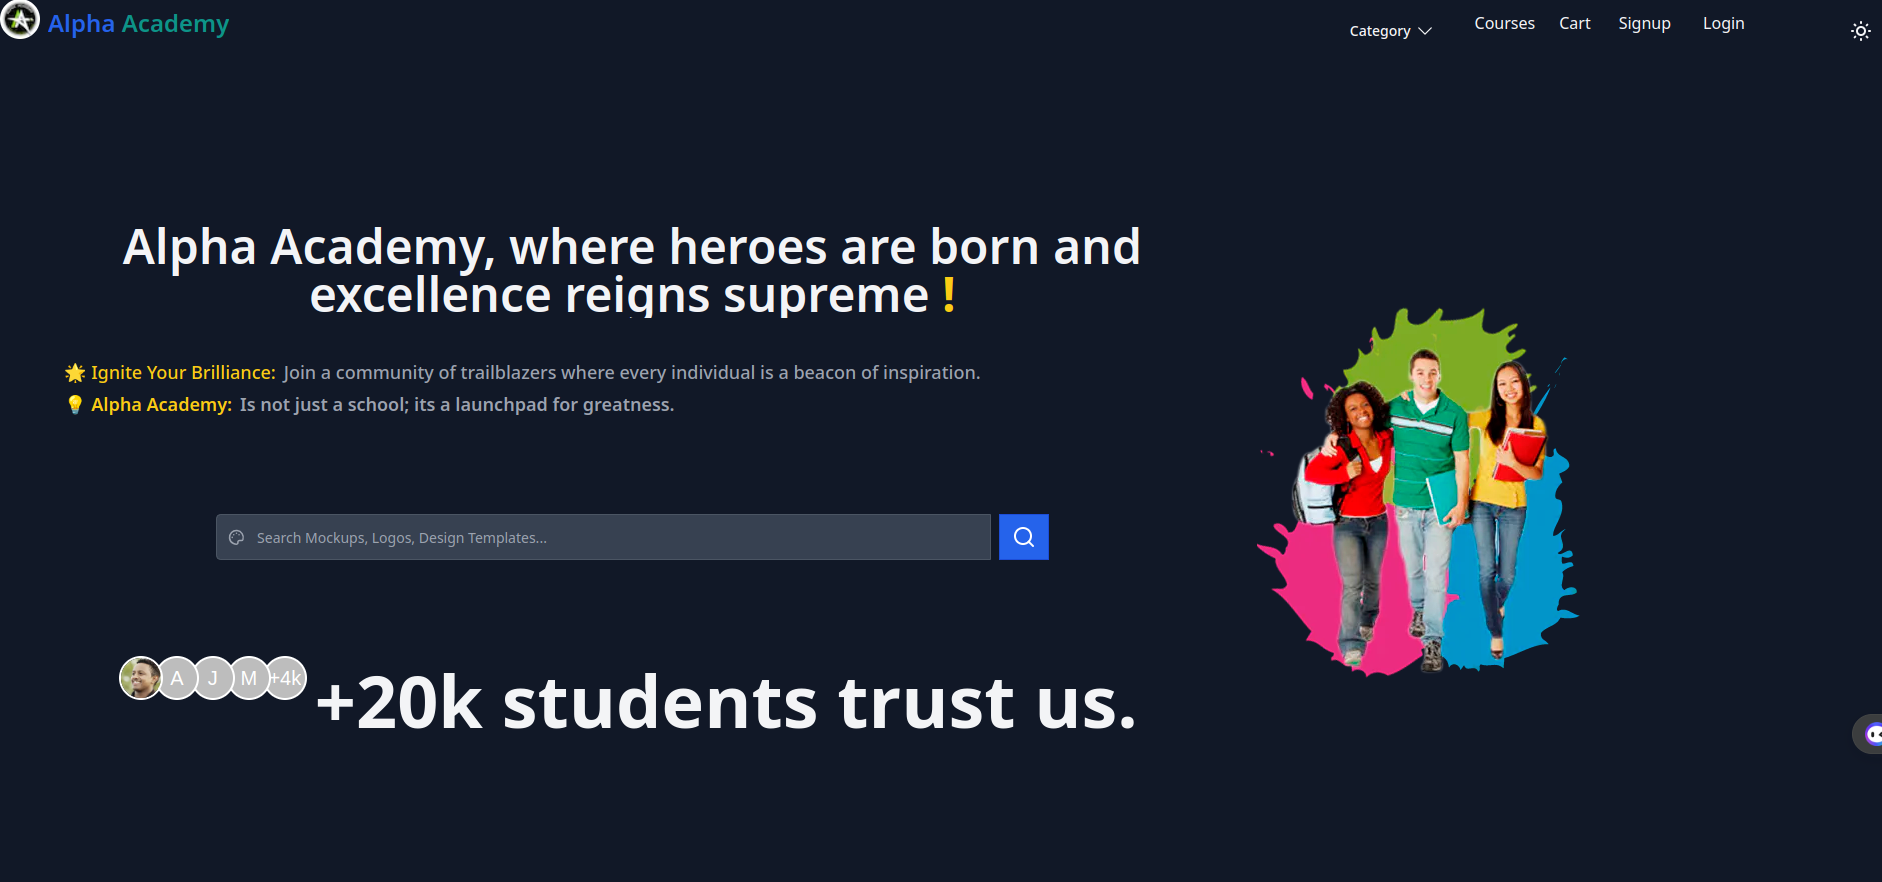 Alpha Academy
Category
Courses
Cart
Signup
Login
Alpha Academy, where heroes are born and
excellence reigns supreme !
🌟 Ignite Your Brilliance: Join a community of trailblazers where every individual is a beacon of inspiration.
💡 Alpha Academy: Is not just a school; its a launchpad for greatness.
Search Mockups, Logos, Design Templates...
A
J
M
+4k
+20k students trust us.